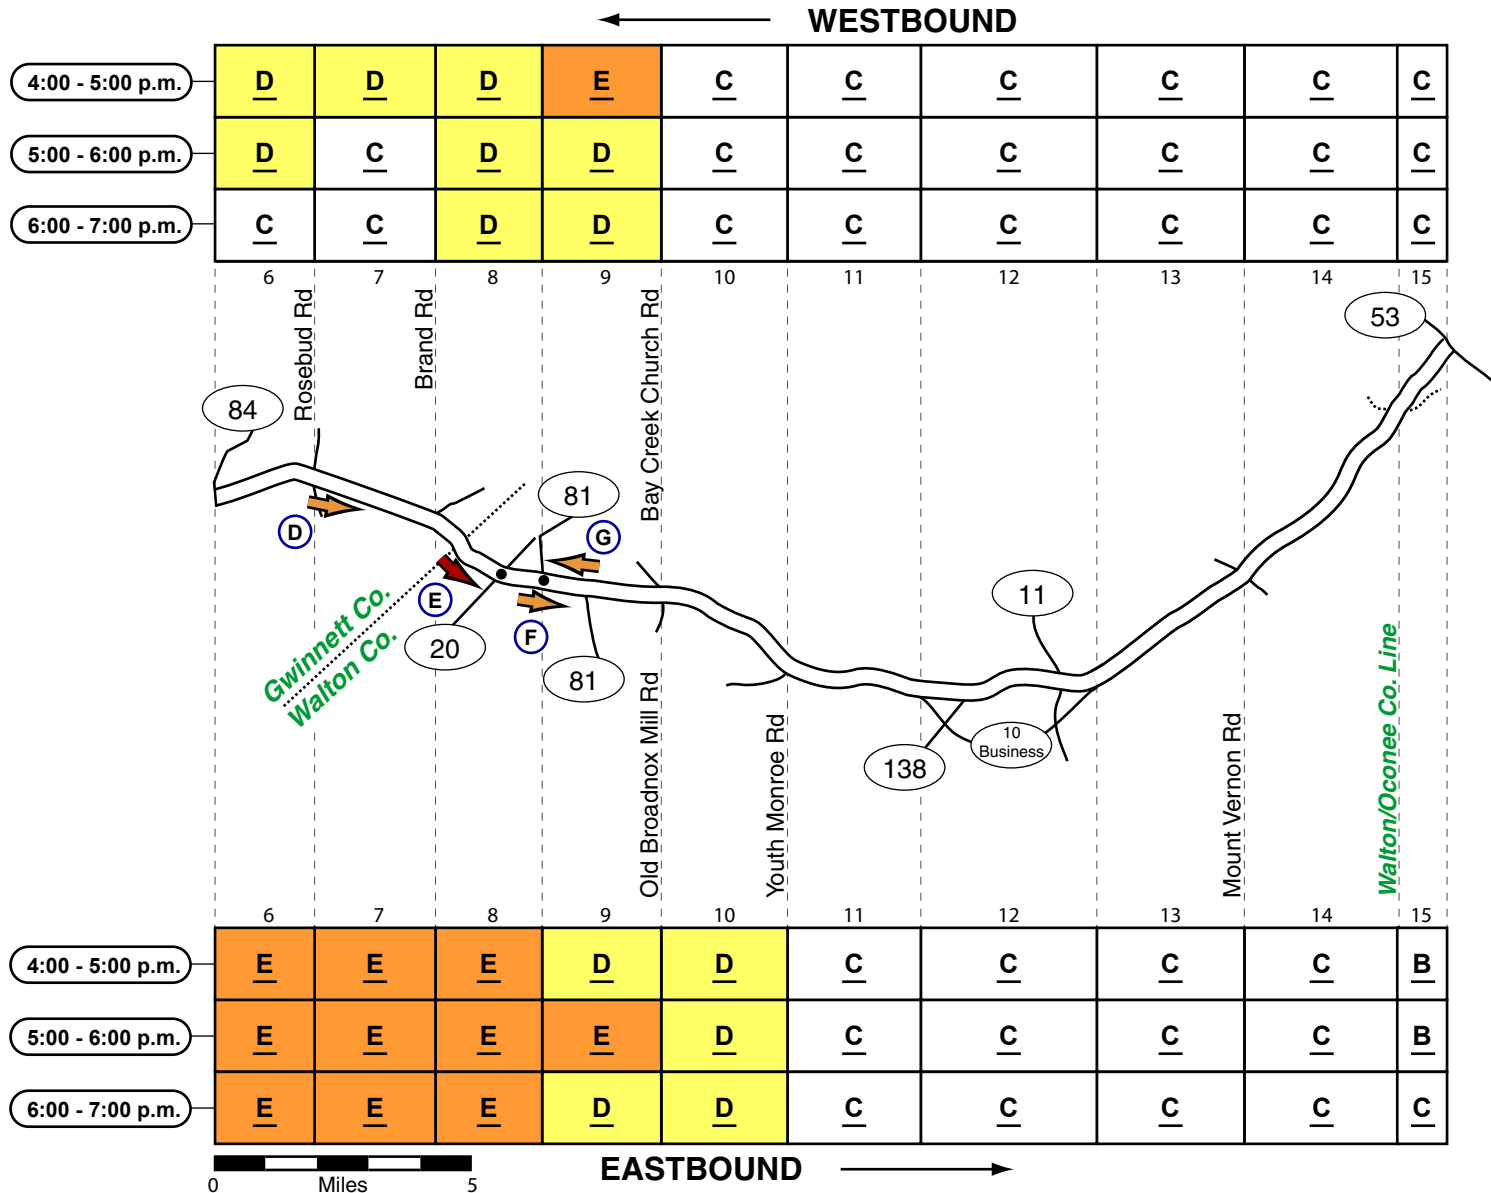 WESTBOUND
4:00 - 5:00 p.m. D D D E C C C C C C
5:00 - 6:00 p.m. D C D D C C C C C C
6:00 - 7:00 p.m. C C D D C C C C C C
6 7 8 9 10 11 12 13 14 15
Rosebud Rd
Brand Rd
Bay Creek Church Rd
53
84
81
D
G
E
F
11
20
81
Gwinnett Co.
Walton Co.
10
Business
138
Old Broadnox Mill Rd
Youth Monroe Rd
Mount Vernon Rd
Walton/Oconee Co. Line
6 7 8 9 10 11 12 13 14 15
4:00 - 5:00 p.m. E E E D D C C C C B
5:00 - 6:00 p.m. E E E E D C C C C B
6:00 - 7:00 p.m. E E E D D C C C C C
EASTBOUND
0 Miles 5